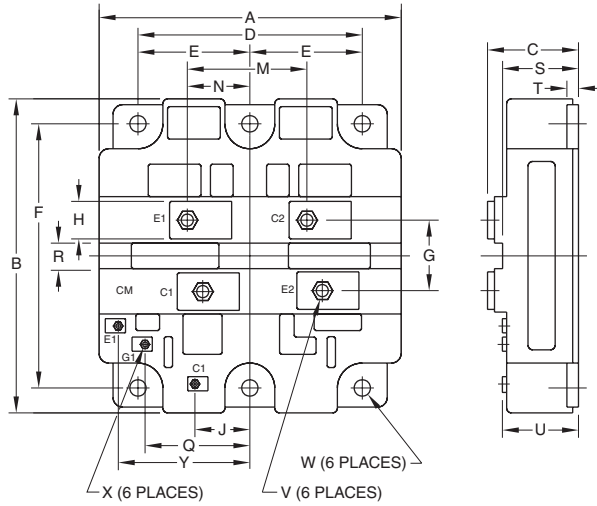 A
D
E E
M
N
C
S
T
F
B
H
R
G
E1
C2
CM
C1
E2
E1
G1
C1
J
Q
Y
U
W (6 PLACES)
X (6 PLACES)
V (6 PLACES)